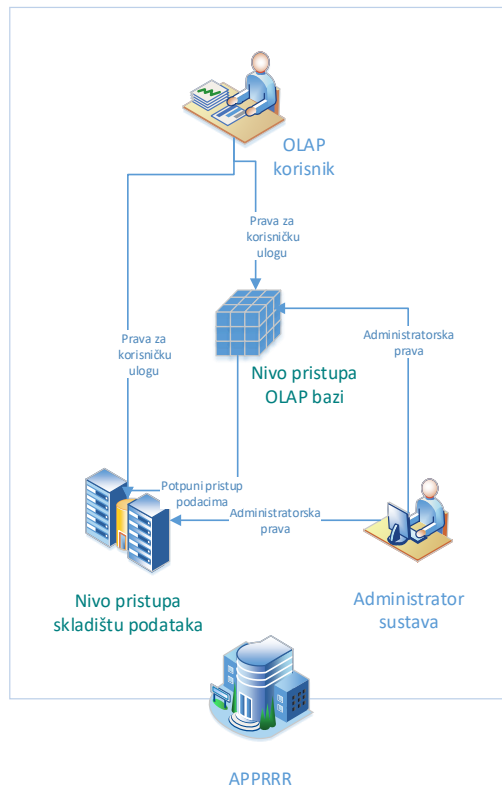 OLAP
korisnik
Prava za
korisničku
ulogu
Prava za
korisničku
ulogu
Administratorska
prava
Nivo pristupa
OLAP bazi
Potpuni pristup
podacima
Administratorska
prava
Nivo pristupa
skladištu podataka
Administrator
sustava
APPRRR